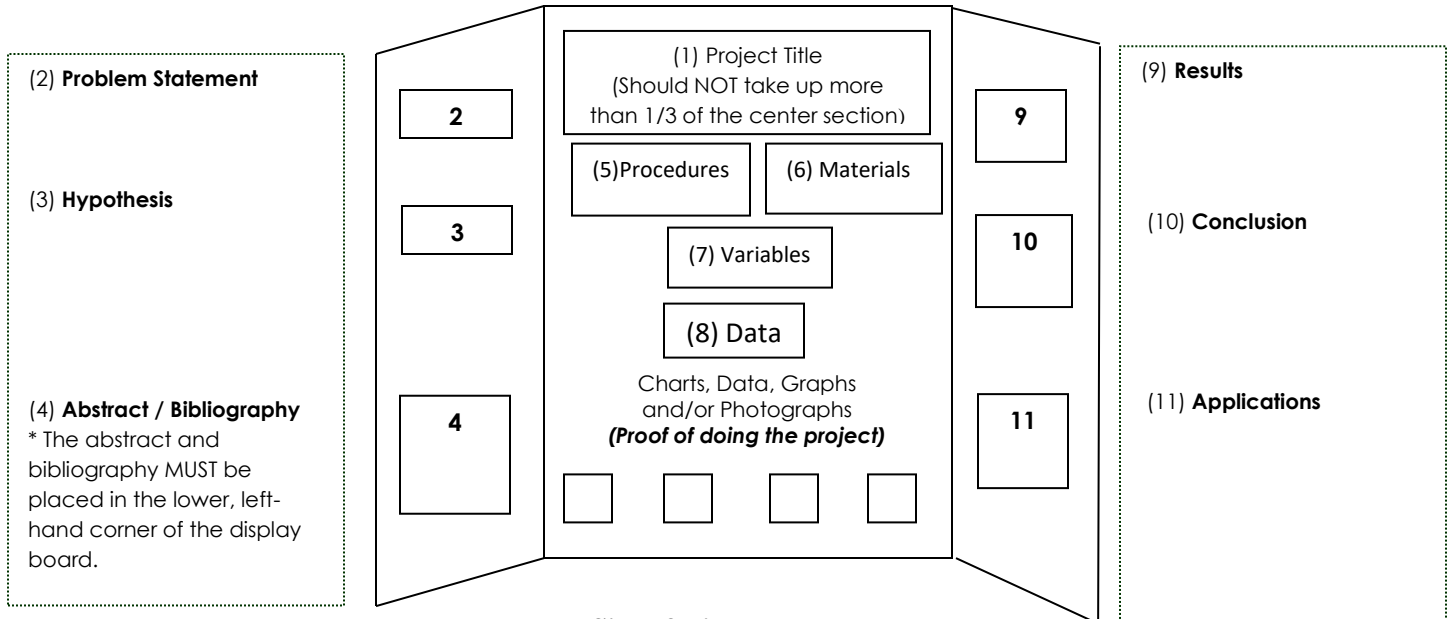 (2) Problem Statement
(3) Hypothesis
(4) Abstract / Bibliography
* The abstract and
bibliography MUST be
placed in the lower, left-
hand corner of the display
board.
2
3
4
(1) Project Title
(Should NOT take up more
than 1/3 of the center section)
(5)Procedures
(6) Materials
(7) Variables
(8) Data
Charts, Data, Graphs
and/or Photographs
(Proof of doing the project)
9
10
11
(9) Results
(10) Conclusion
(11) Applications